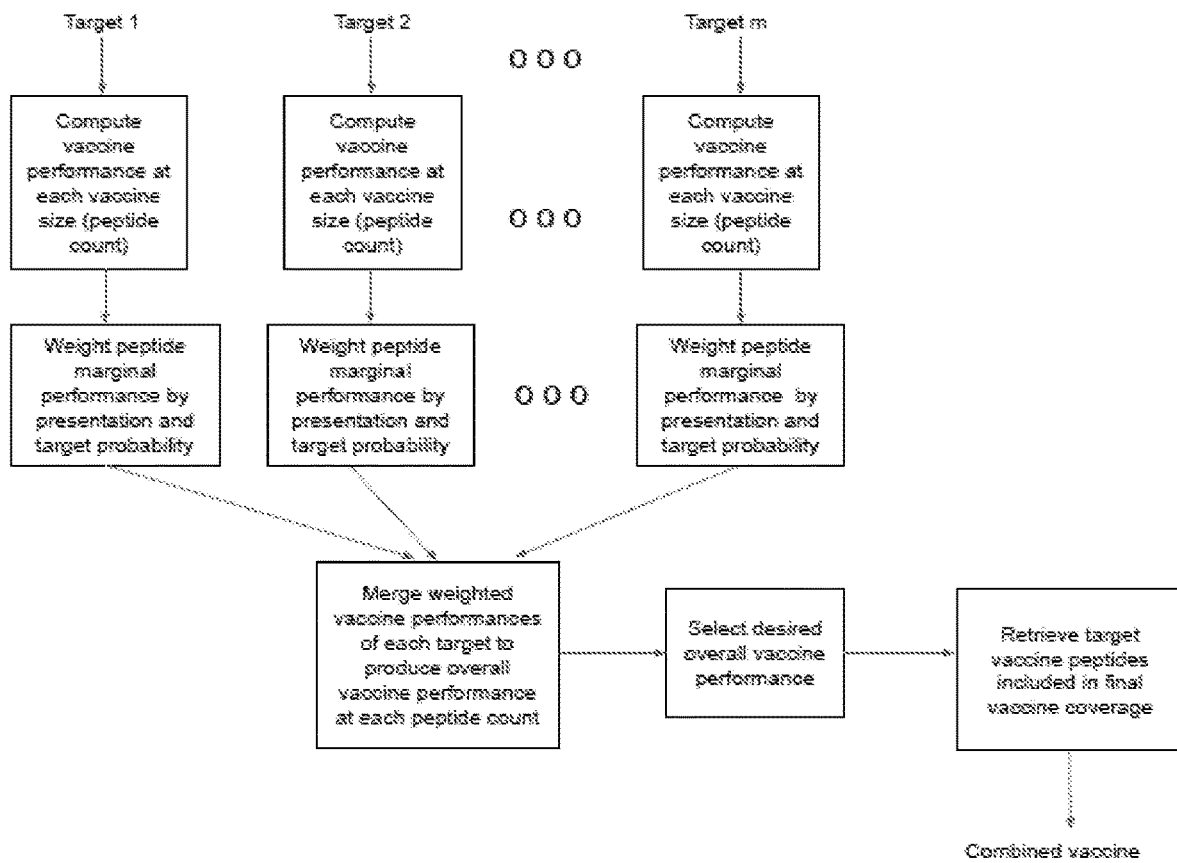 Target 1
Target 2
Target m
O O O
Compute
vaccine
performance at
each vaccine
size (peptide
count)
Compute
vaccine
performance at
each vaccine
size (peptide
count)
O O O
Compute
vaccine
performance at
each vaccine
size (peptide
count)
Weight peptide
marginal
performance by
presentation and
target probability
Weight peptide
marginal
performance by
presentation and
target probability
O O O
Weight peptide
marginal
performance by
presentation and
target probability
Merge weighted
vaccine performances
of each target to
produce overall
vaccine performance
at each peptide count
Select desired
overall vaccine
performance
Retrieve target
vaccine peptides
included in final
vaccine coverage
Combined vaccine